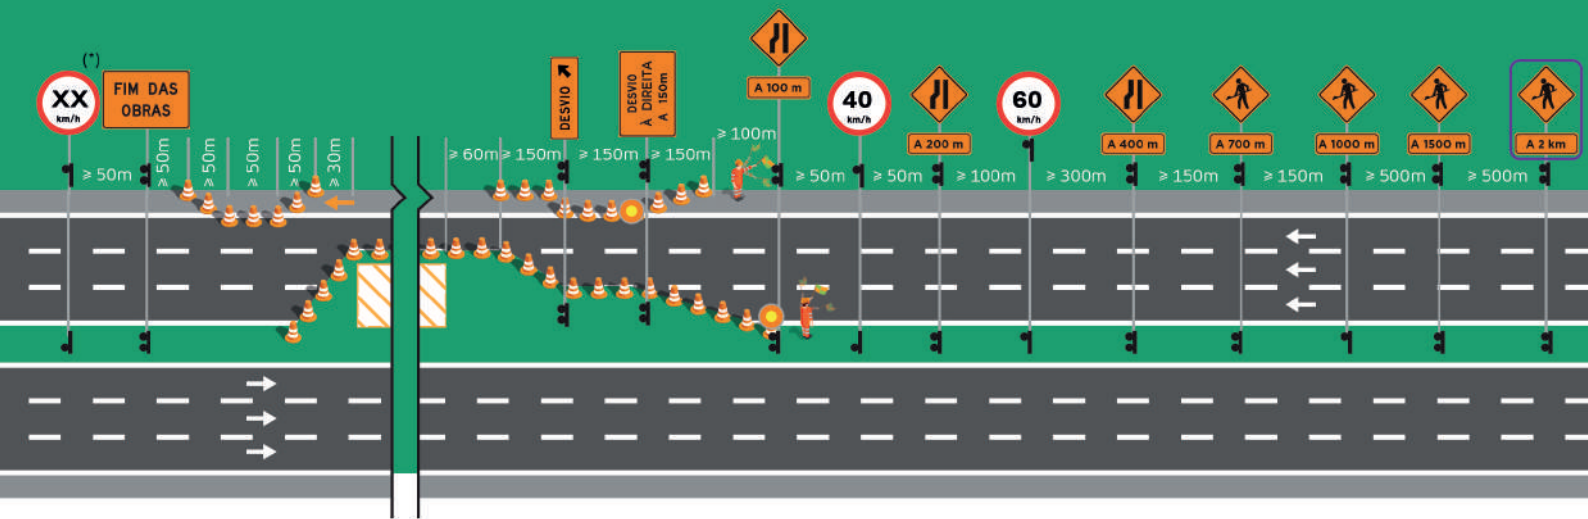 (*)
XX
km/h
FIM DAS
OBRAS
⩾ 50m
⩾ 50m
⩾ 50m
⩾ 50m
⩾ 50m
⩾ 30m
⩾ 60m
⩾ 150m
DESVIO
⩾ 150m
DESVIO
À DIREITA
A 150m
⩾ 150m
⩾ 100m
A 100 m
⩾ 50m
40
km/h
⩾ 50m
A 200 m
⩾ 100m
60
km/h
⩾ 300m
A 400 m
⩾ 150m
A 700 m
⩾ 150m
A 1000 m
⩾ 500m
A 1500 m
⩾ 500m
A 2 km